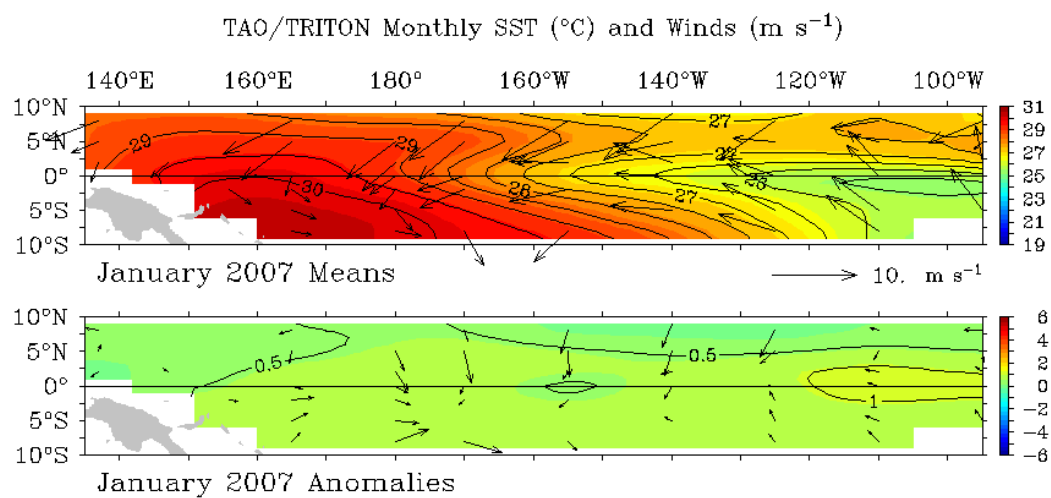 TAO/TRITON Monthly SST (°C) and Winds (m s⁻¹)
140°E 160°E 180° 160°W 140°W 120°W 100°W
10°N
5°N
0°
5°S
10°S
29 29 27 28 30 28 27 26
31
29
27
25
23
21
19
January 2007 Means
10. m s⁻¹
10°N
5°N
0°
5°S
10°S
0.5 0.5 1
6
4
2
0
-2
-4
-6
January 2007 Anomalies